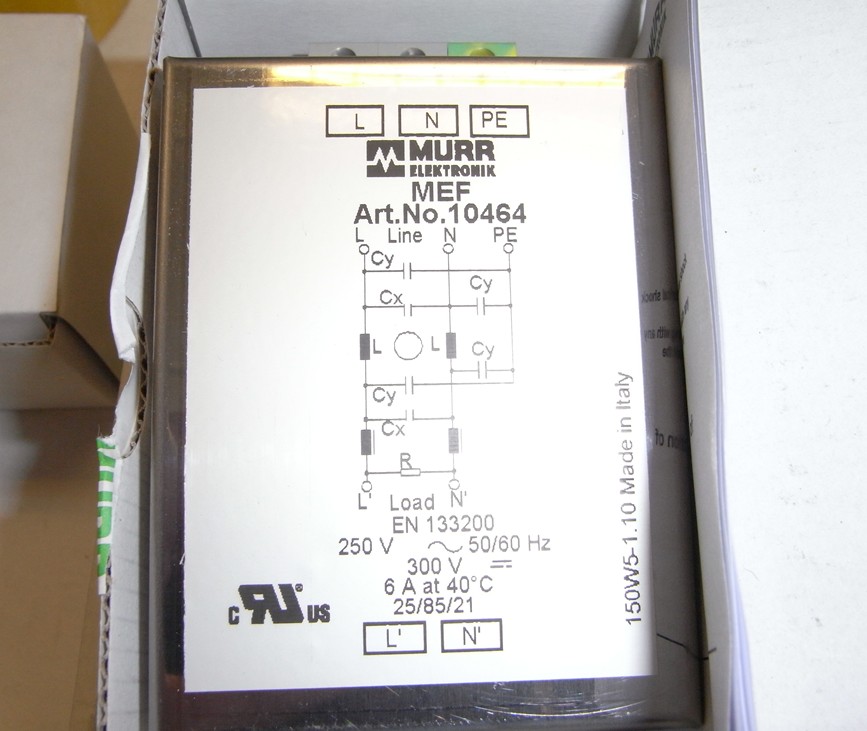 L N PE
MURR
ELEKTRONIK
MEF
Art.No.10464
L Line N PE
Cy
Cy
Cx
L L
Cy
Cy
Cx
R
L' Load N'
EN 133200
250 V ~ 50/60 Hz
300 V ⎓
6 A at 40°C
25/85/21
c RU ® US
L' N'
150W5-1.10 Made in Italy